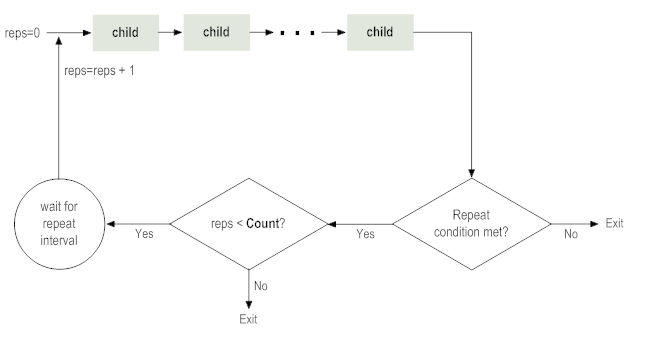 reps=0
child
child
child
reps=reps + 1
wait for
repeat
interval
Yes
reps < Count?
Yes
Repeat
condition met?
No
Exit
No
Exit